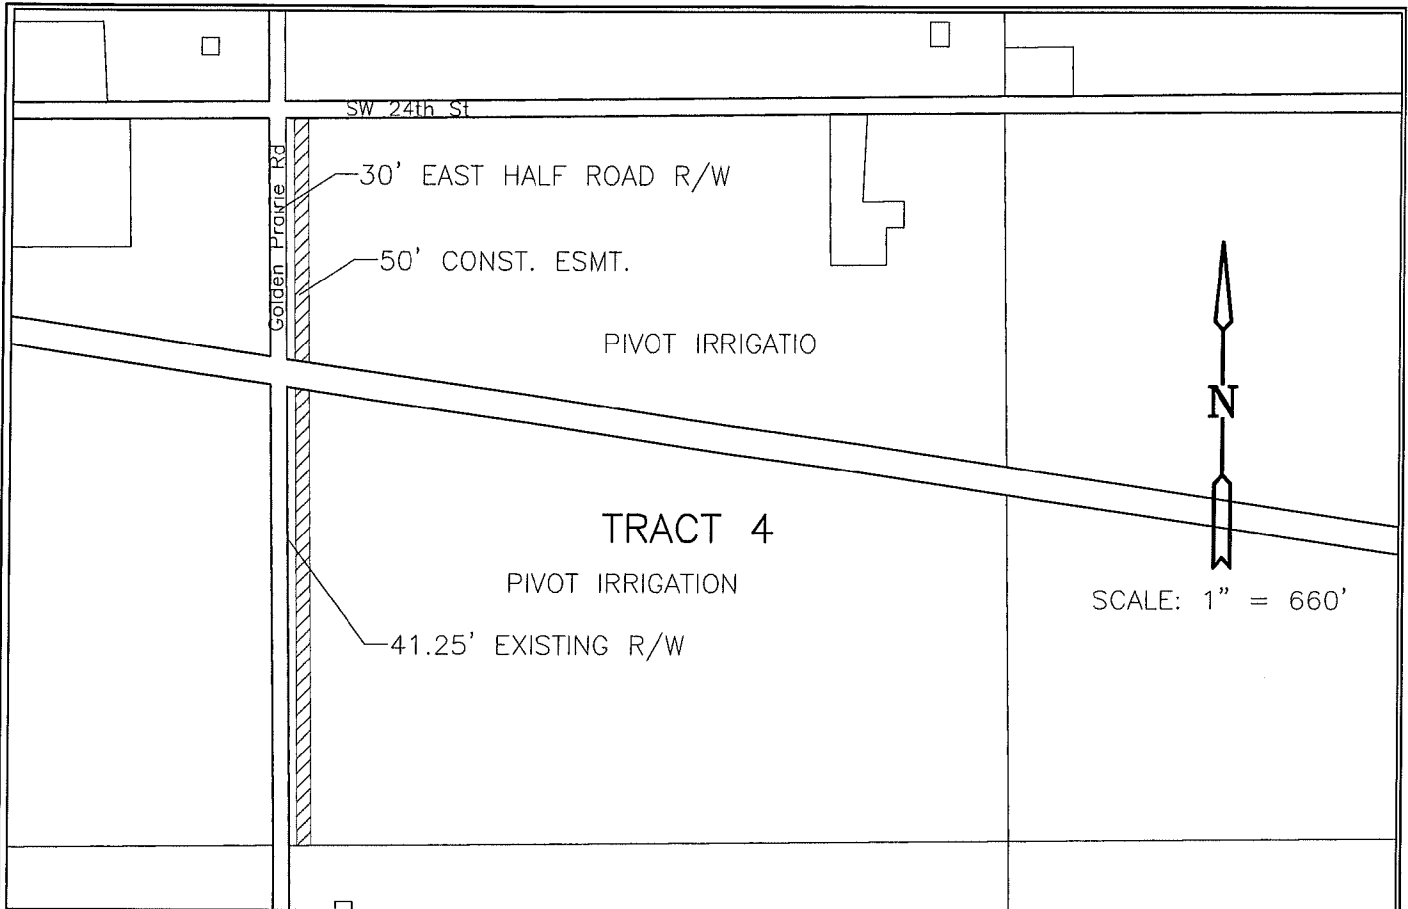 SW 24th St
Golden Prairie Rd
30' EAST HALF ROAD R/W
50' CONST. ESMT.
PIVOT IRRIGATIO
N
TRACT 4
PIVOT IRRIGATION
SCALE: 1" = 660'
41.25' EXISTING R/W